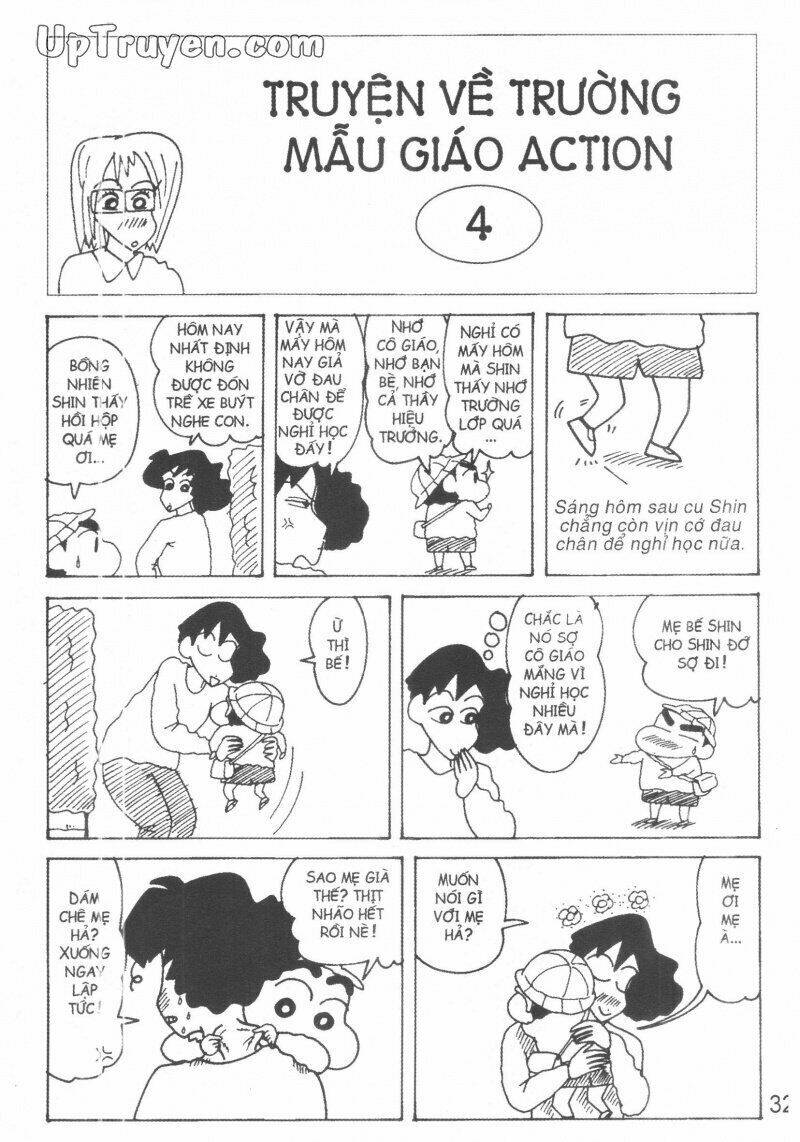 UpTruyen.com
TRUYỆN VỀ TRƯỜNG
MẪU GIÁO ACTION
4
Sáng hôm sau cu Shin
chẳng còn vịn cớ đau
chân để nghỉ học nữa.
NGHỈ CÓ
MẤY HÔM
MÀ SHIN
THẤY NHỚ
TRƯỜNG
LỚP QUÁ
...
NHỚ
CÔ GIÁO,
NHỚ BẠN
BÈ, NHỚ
CẢ THẦY
HIỆU
TRƯỞNG.
VẬY MÀ
MẤY HÔM
NAY GIẢ
VỜ ĐAU
CHÂN ĐỂ
ĐƯỢC
NGHỈ HỌC
ĐẤY!
HÔM NAY
NHẤT ĐỊNH
KHÔNG
ĐƯỢC ĐÓN
TRỄ XE BUÝT
NGHE CON.
BỖNG
NHIÊN
SHIN THẤY
HỒI HỘP
QUÁ MẸ
ƠI...
MẸ BẾ SHIN
CHO SHIN ĐỠ
SỢ ĐI!
CHẮC LÀ
NÓ SỢ
CÔ GIÁO
MẮNG VÌ
NGHỈ HỌC
NHIỀU
ĐÂY MÀ!
Ừ
THÌ
BẾ!
MẸ
ƠI
MẸ
À...
MUỐN
NÓI GÌ
VỚI MẸ
HẢ?
SAO MẸ GIÀ
THẾ? THỊT
NHÃO HẾT
RỒI NÈ!
DÁM
CHÊ MẸ
HẢ?
XUỐNG
NGAY
LẬP
TỨC!
32